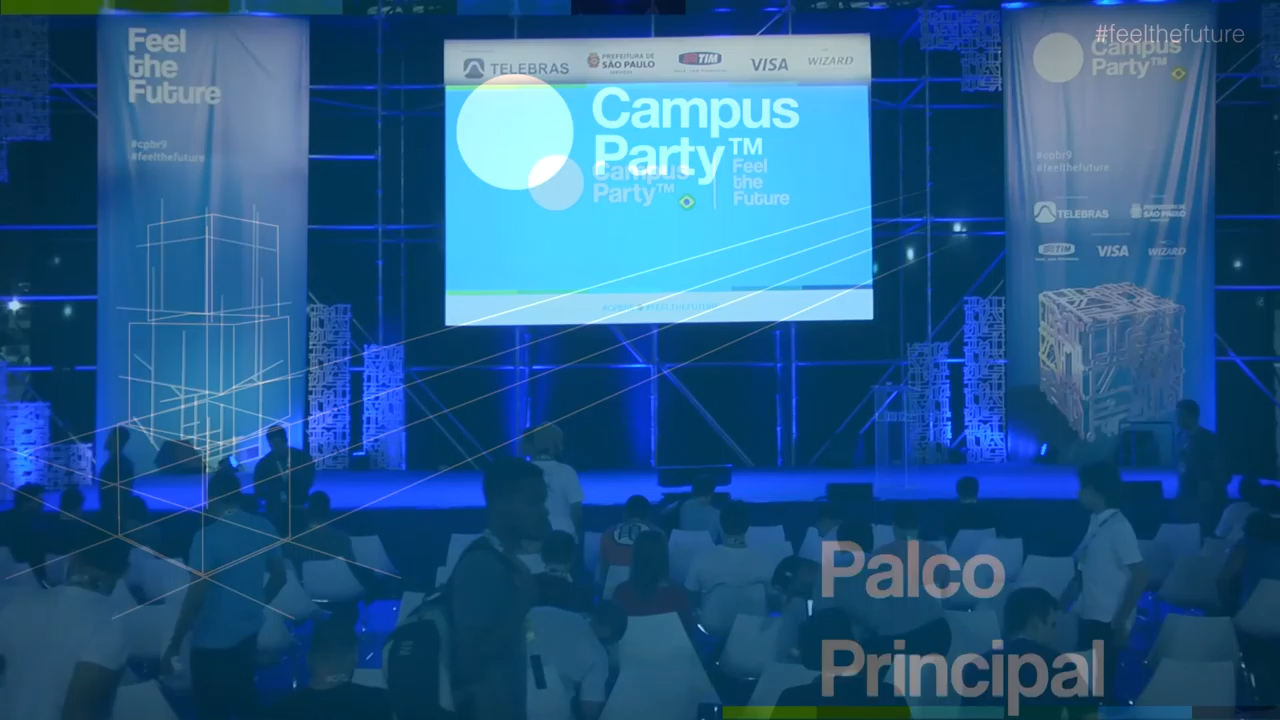 #feelthefuture
Feel
the
Future
#cpbr9
#feelthefuture
TELEBRAS
PREFEITURA DE
SÃO PAULO
TIM
VISA
WIZARD
Campus
Party™
Campus
Party™
Feel
the
Future
#FEELTHEFUTURE
Campus
Party™
#cpbr9
#feelthefuture
TELEBRAS
SÃO PAULO
VISA
WIZARD
Palco
Principal